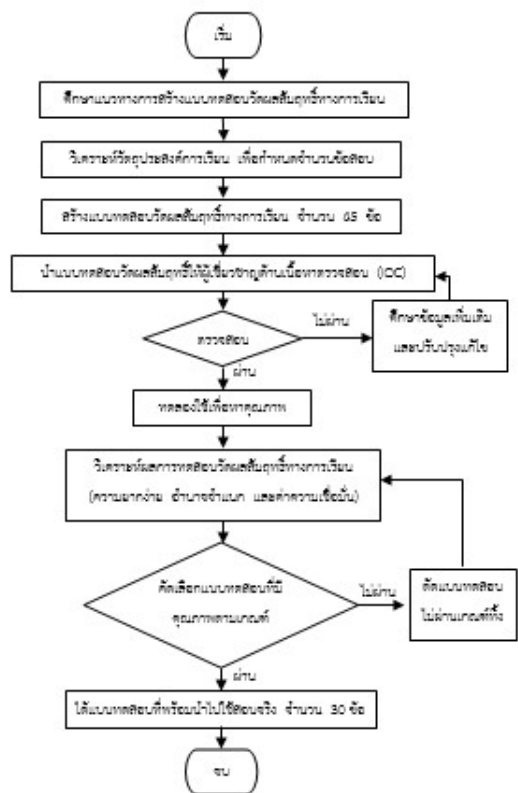 เริ่ม
ศึกษาแนวทางการสร้างแบบทดสอบวัดผลสัมฤทธิ์ทางการเรียน
วิเคราะห์วัตถุประสงค์การเรียน เพื่อกำหนดจำนวนข้อสอบ
สร้างแบบทดสอบวัดผลสัมฤทธิ์ทางการเรียน จำนวน 65 ข้อ
นำแบบทดสอบวัดผลสัมฤทธิ์ให้ผู้เชี่ยวชาญด้านเนื้อหาตรวจสอบ (IOC)
ตรวจสอบ
ไม่ผ่าน
ศึกษาข้อมูลเพิ่มเติม
และปรับปรุงแก้ไข
ผ่าน
ทดลองใช้เพื่อหาคุณภาพ
วิเคราะห์ผลการทดสอบวัดผลสัมฤทธิ์ทางการเรียน
(ความยากง่าย อำนาจจำแนก และค่าความเชื่อมั่น)
คัดเลือกแบบทดสอบที่มี
คุณภาพตามเกณฑ์
ไม่ผ่าน
ตัดแบบทดสอบ
ไม่ผ่านเกณฑ์ทิ้ง
ผ่าน
ได้แบบทดสอบที่พร้อมนำไปใช้สอบจริง จำนวน 30 ข้อ
จบ